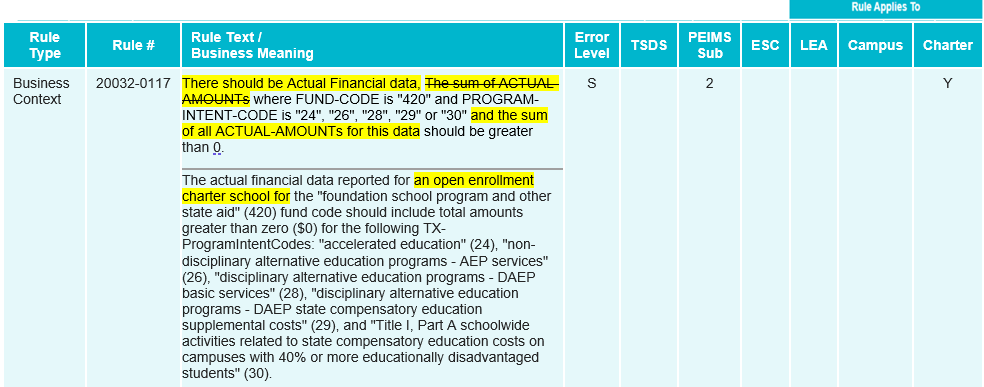 Rule Applies To
Rule Type Rule # Rule Text / Business Meaning Error Level TSDS PEIMS Sub ESC LEA Campus Charter
Business Context 20032-0117 There should be Actual Financial data, The sum of ACTUAL- S 2 Y
AMOUNTs where FUND-CODE is "420" and PROGRAM-
INTENT-CODE is "24", "26", "28", "29" or "30" and the sum
of all ACTUAL-AMOUNTs for this data should be greater
than 0.
The actual financial data reported for an open enrollment
charter school for the "foundation school program and other
state aid" (420) fund code should include total amounts
greater than zero ($0) for the following TX-
ProgramIntentCodes: "accelerated education" (24), "non-
disciplinary alternative education programs - AEP services"
(26), "disciplinary alternative education programs - DAEP
basic services" (28), "disciplinary alternative education
programs - DAEP state compensatory education
supplemental costs" (29), and "Title I, Part A schoolwide
activities related to state compensatory education costs on
campuses with 40% or more educationally disadvantaged
students" (30).